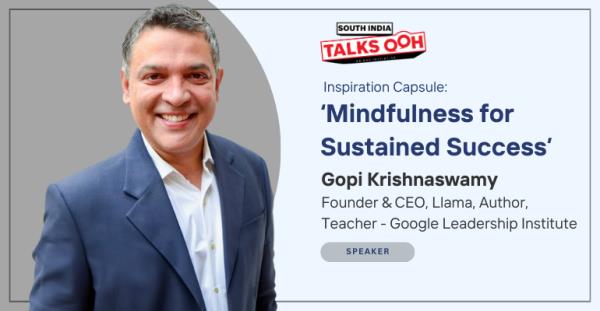 SOUTH INDIA
TALKS OOH
Inspiration Capsule:
‘Mindfulness for
Sustained Success’
Gopi Krishnaswamy
Founder & CEO, Llama, Author,
Teacher - Google Leadership Institute
SPEAKER